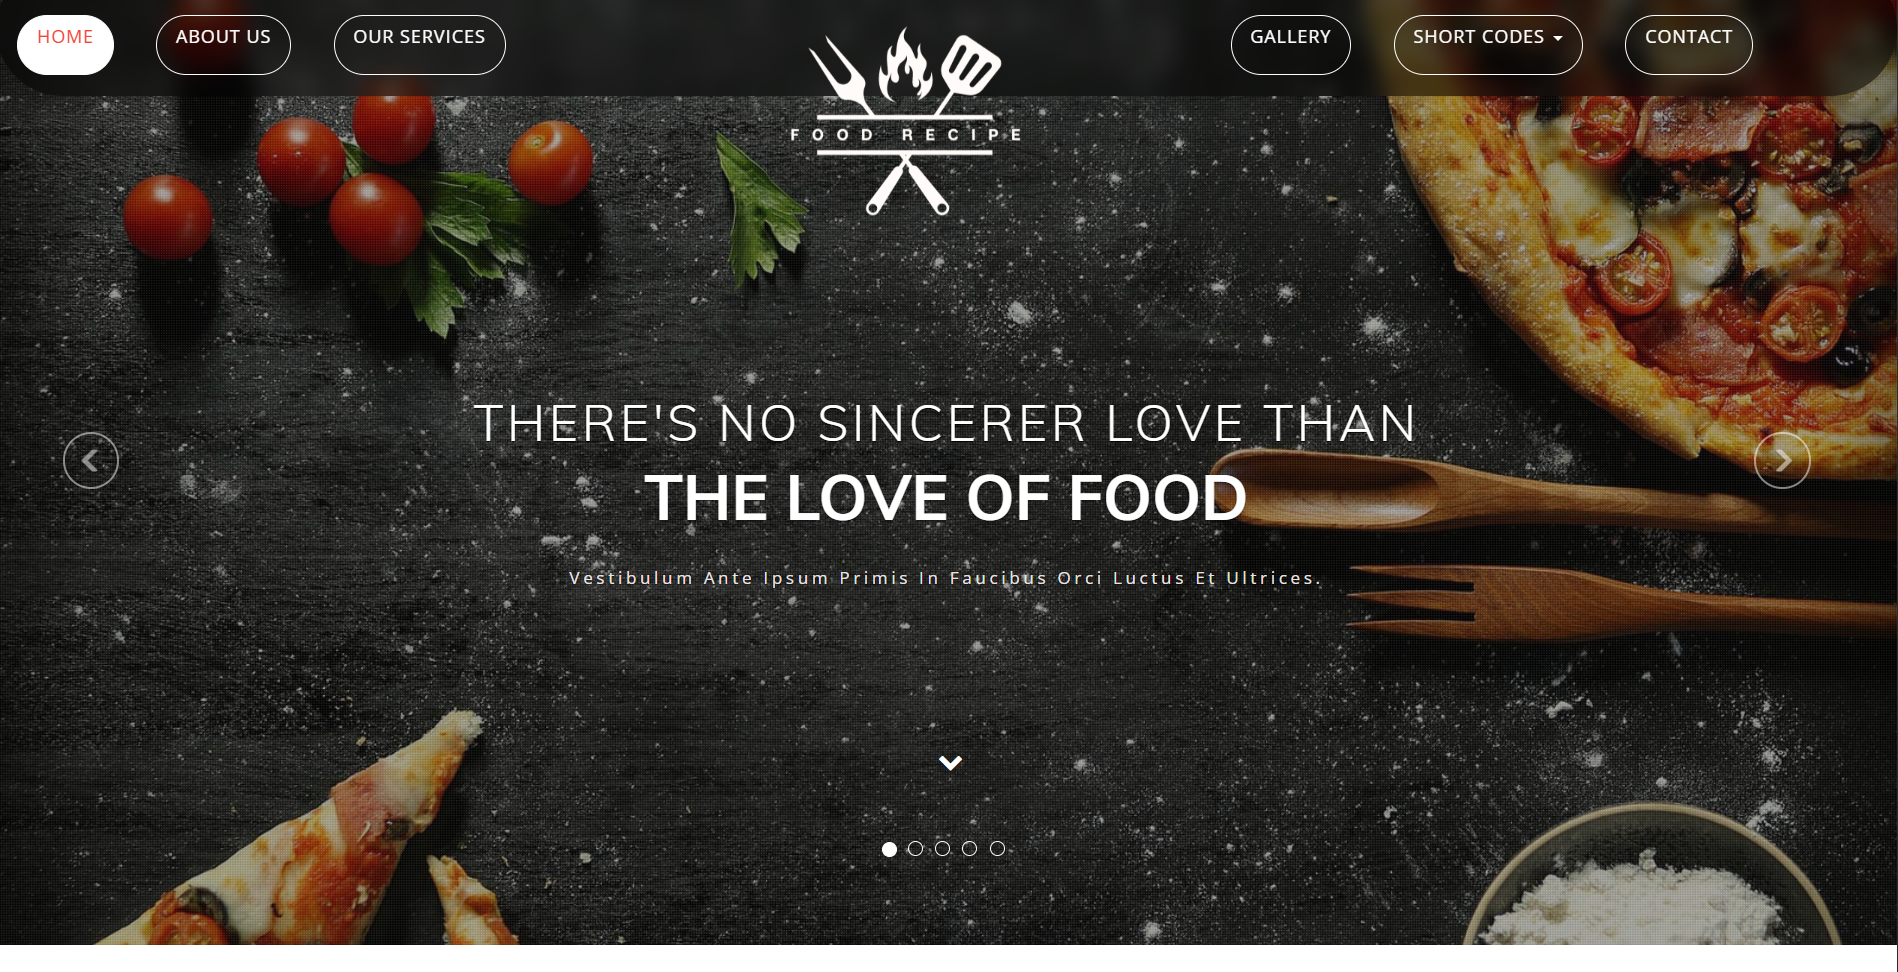 HOME
ABOUT US
OUR SERVICES
FOOD RECIPE
GALLERY
SHORT CODES
CONTACT
THERE'S NO SINCERER LOVE THAN
THE LOVE OF FOOD
Vestibulum Ante Ipsum Primis In Faucibus Orci Luctus Et Ultrices.